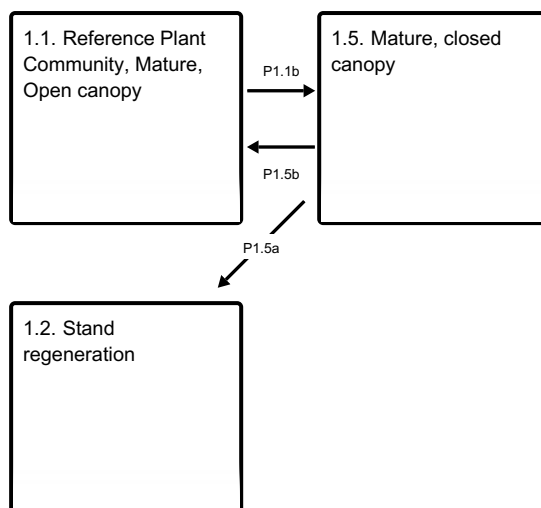 1.1. Reference Plant
Community, Mature,
Open canopy
P1.1b
1.5. Mature, closed
canopy
P1.5b
P1.5a
1.2. Stand
regeneration